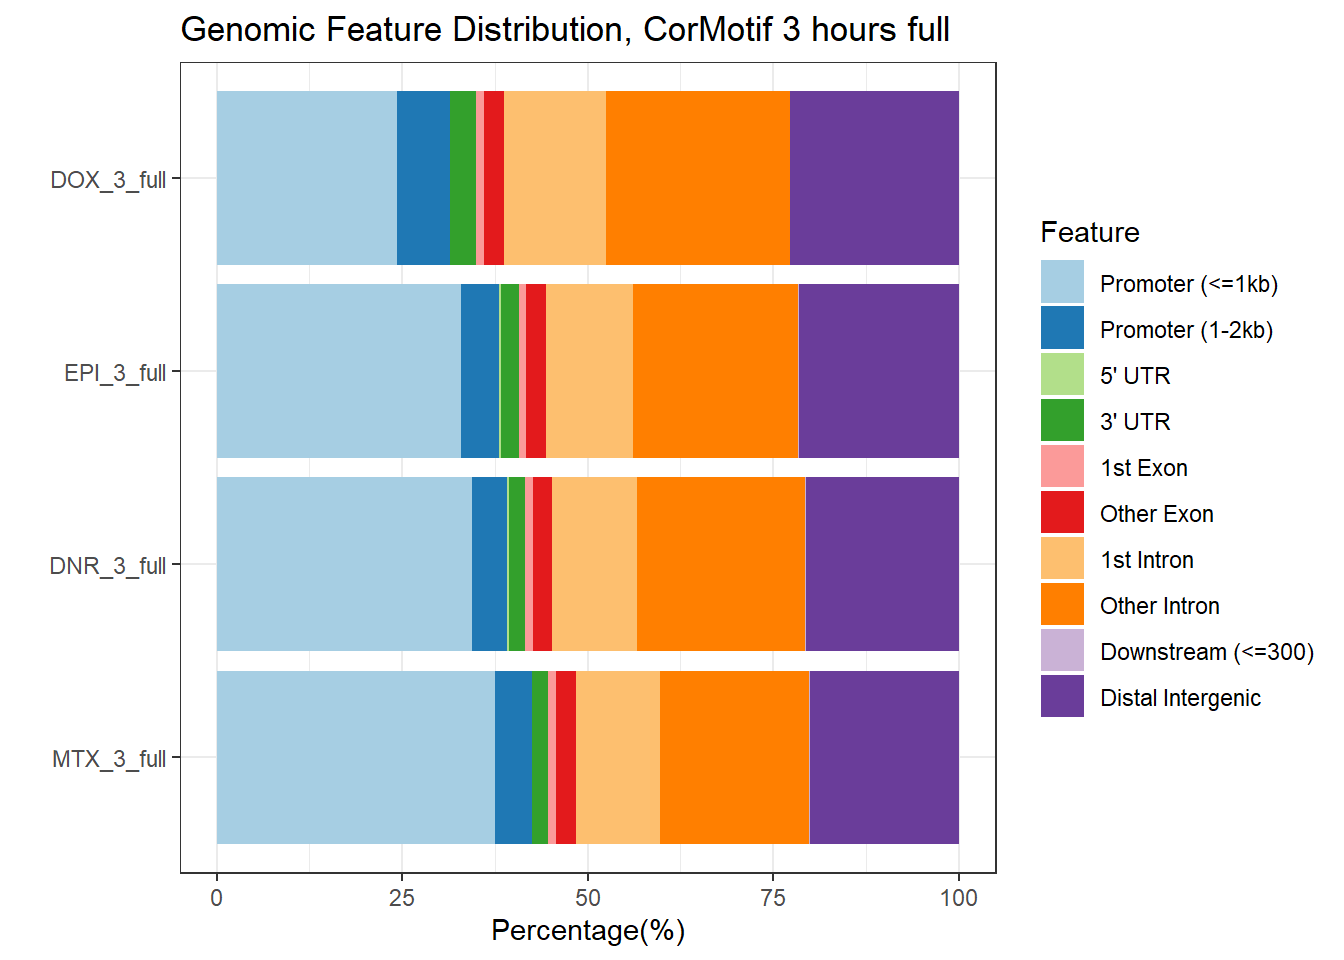 Genomic Feature Distribution, CorMotif 3 hours full
DOX_3_full
EPI_3_full
DNR_3_full
MTX_3_full
0 25 50 75 100
Percentage(%)
Feature
Promoter (<=1kb)
Promoter (1-2kb)
5' UTR
3' UTR
1st Exon
Other Exon
1st Intron
Other Intron
Downstream (<=300)
Distal Intergenic